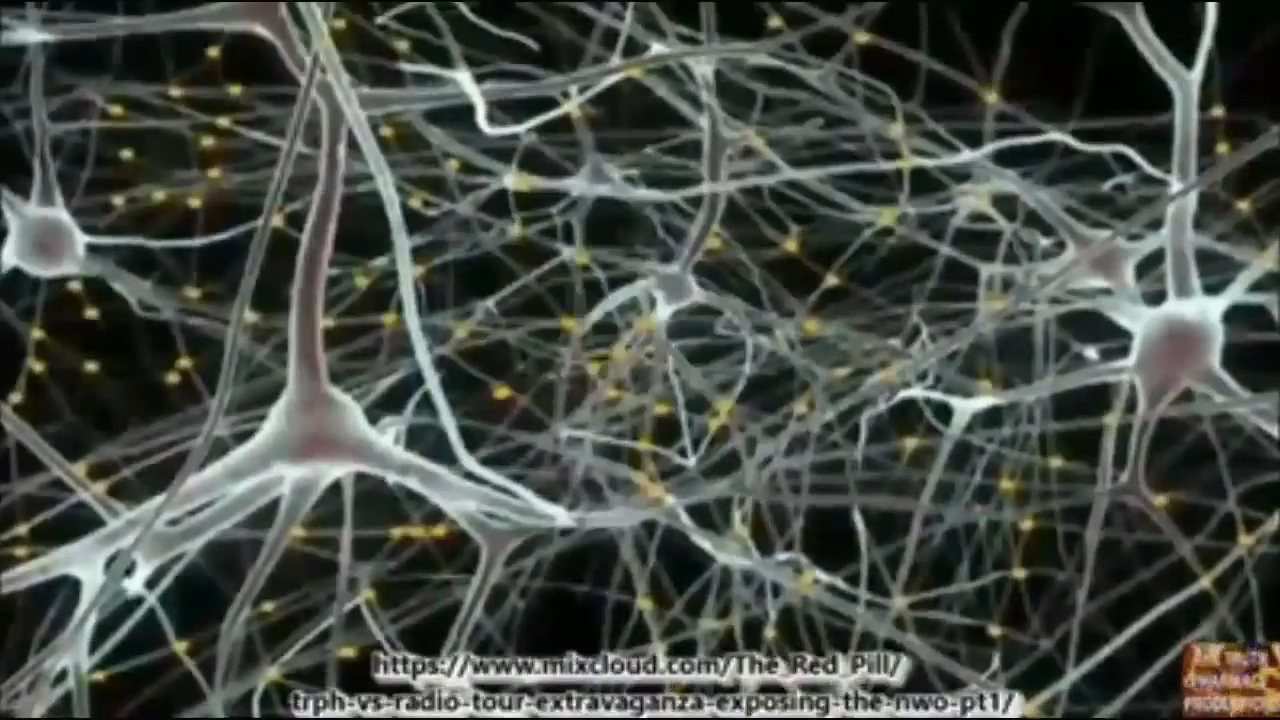 https://www.mixcloud.com/The_Red_Pill/
trph-vs-radio-tour-extravaganza-exposing-the-nwo-pt1/